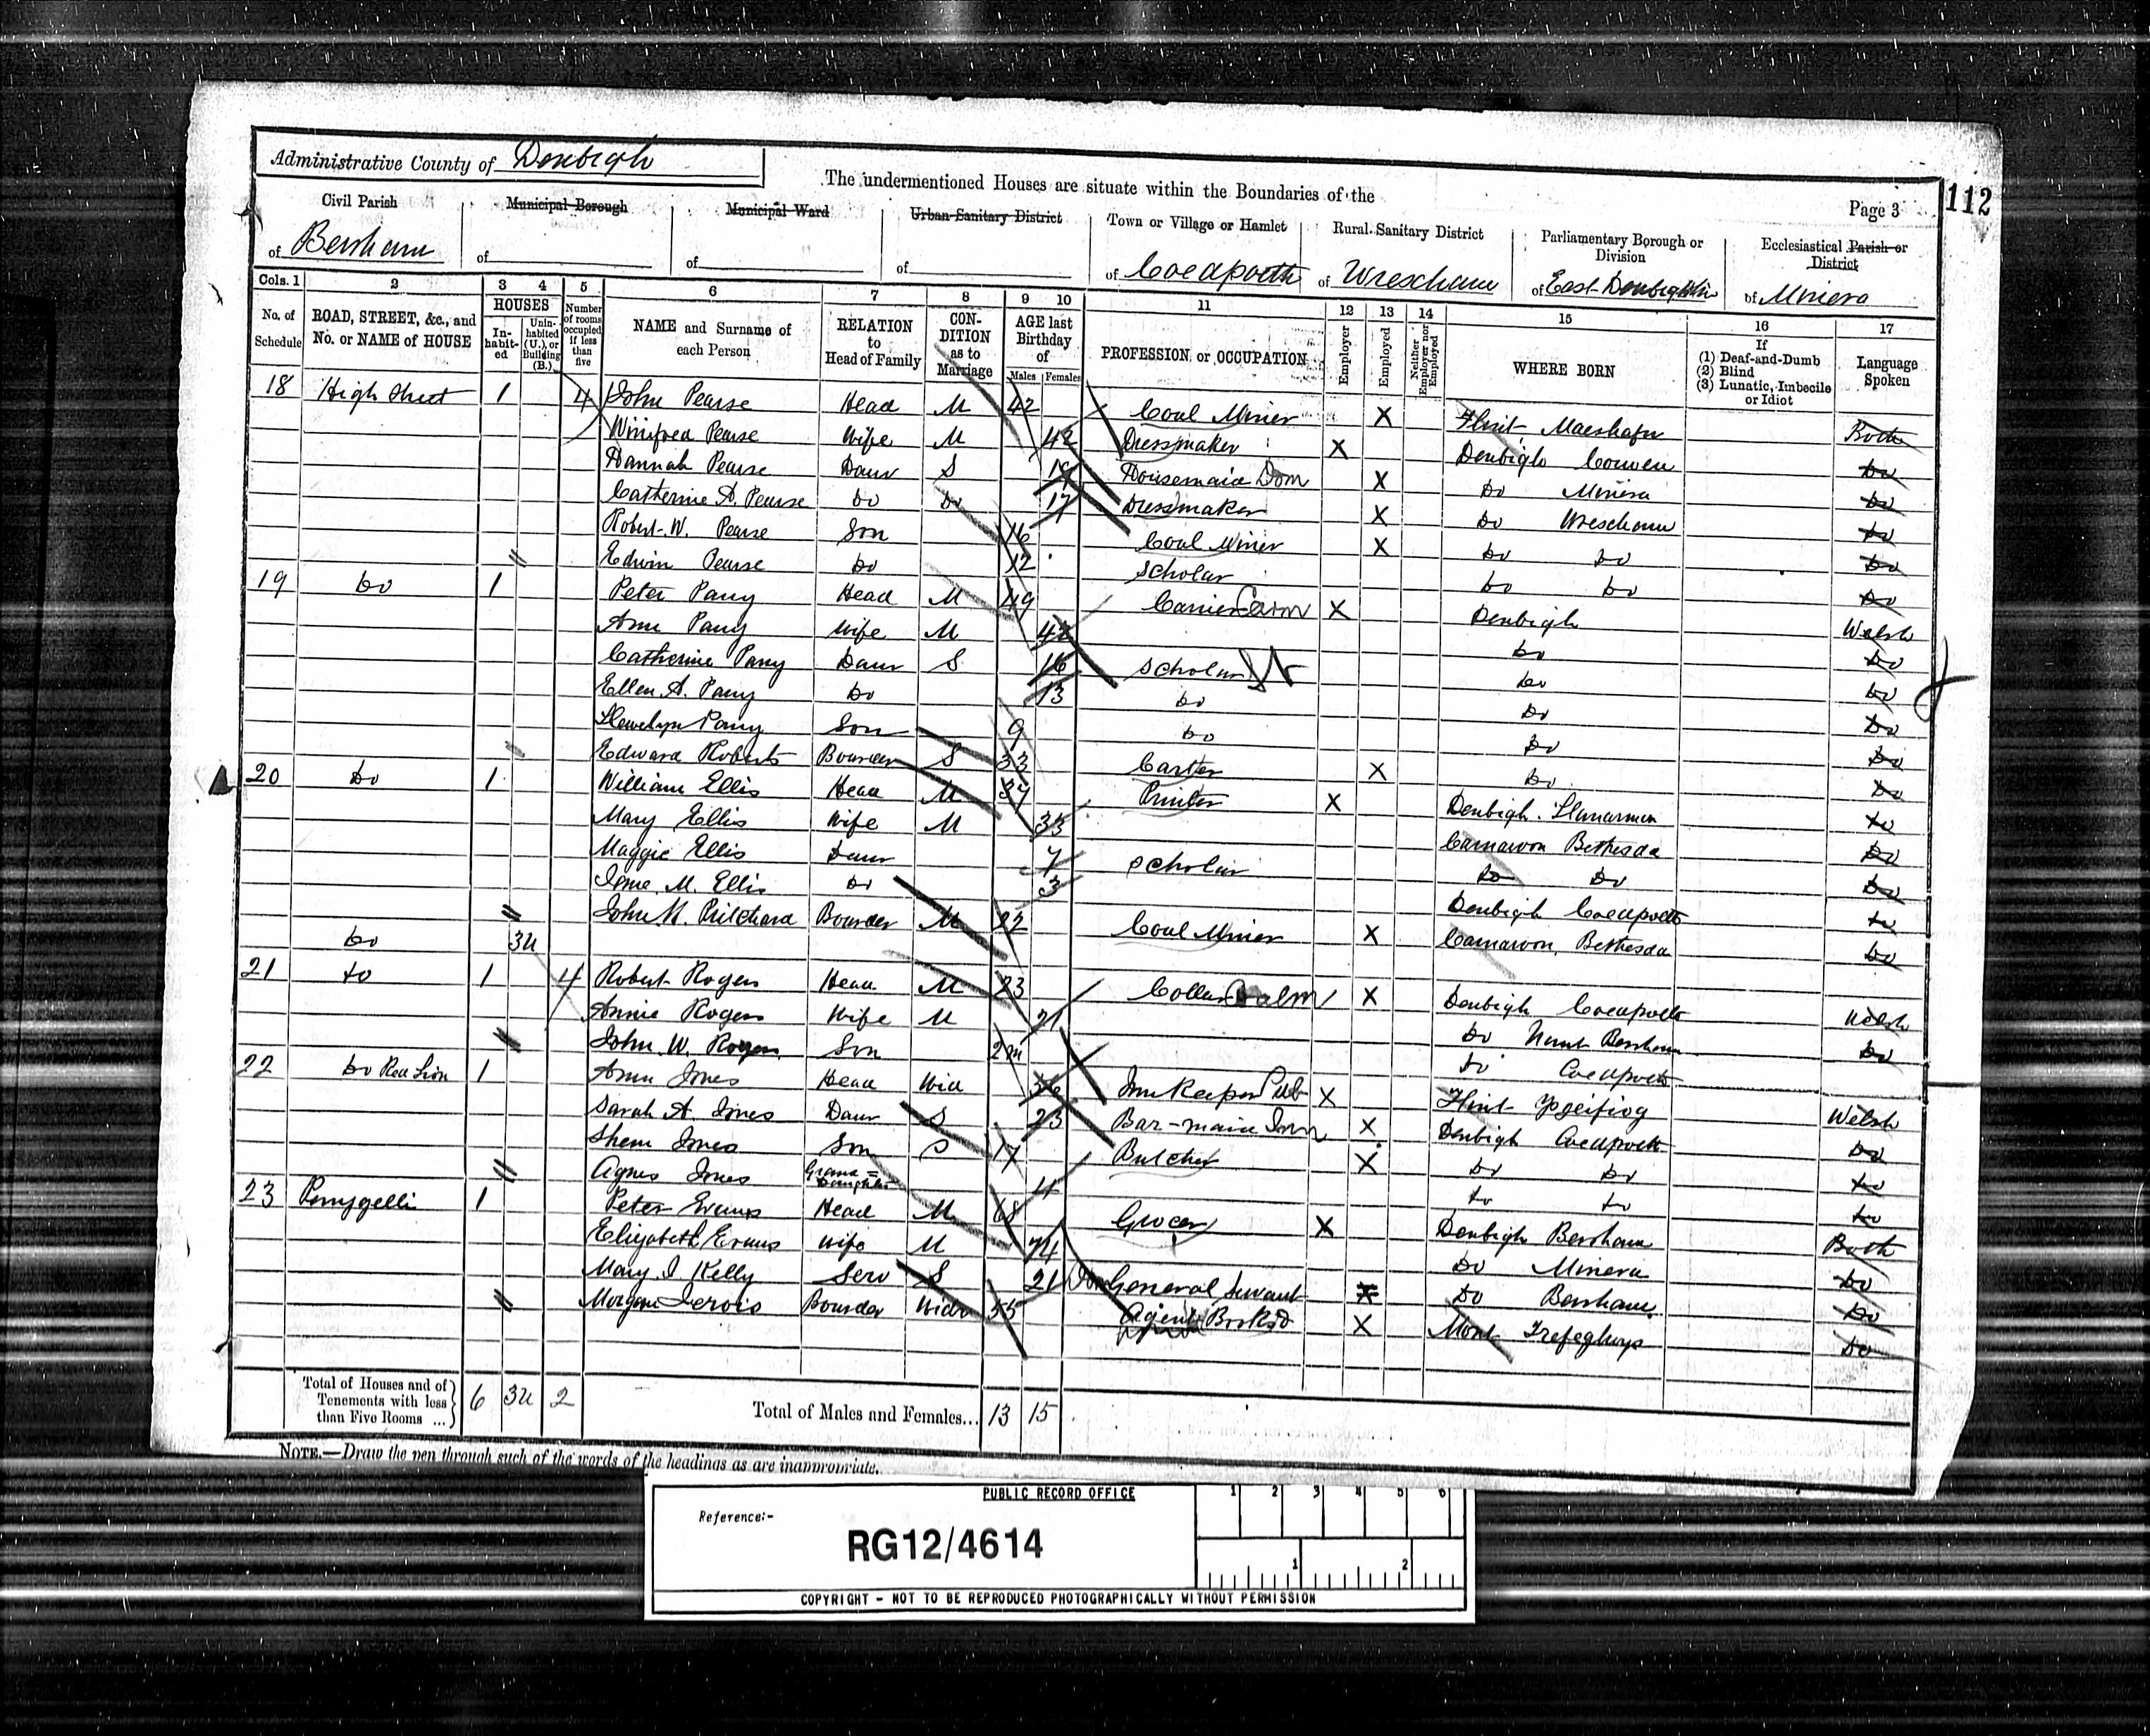 Administrative County of Denbigh
The undermentioned Houses are situate within the Boundaries of the
Page 3
112
Civil Parish of Bersham
Municipal Borough of
Municipal Ward of
Urban Sanitary District of
Town or Village or Hamlet of Coedpoeth
Rural Sanitary District of Wrexham
Parliamentary Borough or Division of East Denbighshire
Ecclesiastical Parish or District of Minera
Cols. 1 2 3 4 5 6 7 8 9 10 11 12 13 14 15 16 17
No. of Schedule
ROAD, STREET, &c., and No. or NAME of HOUSE
HOUSES
In-habit-ed
Unin-habited (U.), or Building (B.)
Number of rooms occupied if less than five
NAME and Surname of each Person
RELATION to Head of Family
CON-DITION as to Marriage
AGE last Birthday of
Males Females
PROFESSION or OCCUPATION
Employer
Employed
Neither Employer nor Employed
WHERE BORN
If
(1) Deaf-and-Dumb
(2) Blind
(3) Lunatic, Imbecile or Idiot
Language Spoken
18 High Street 1 4 John Pearse Head M 42 Coal Miner X Flint Maeshafn Both
Winifred Pearse Wife M 42 Dressmaker X Denbigh Do
Hannah Pearse Daur S 19 Housemaid Dom X Do Minera Do
Catherine A. Pearse Do Do 17 Dressmaker X Do Wrexham Do
Robert W. Pearse Son 16 Coal Miner X Do Do Do
Edwin Pearse Do 12 Scholar Do Do Do
19 Do 1 Peter Parry Head M 49 Carrier X Denbigh Welsh
Ann Parry Wife M 42 Do Do
Catherine Parry Daur S 16 Scholar Do Do
Ellen A. Parry Do 13 Do Do Do
Llewelyn Parry Son 9 Do Do Do
Edward Roberts Boarder S 33 Carter X Do Do
20 Do 1 William Ellis Head M 37 Printer X Denbigh Llanarmon Do
Mary Ellis Wife M 33 Carnarvon Bethesda Do
Maggie Ellis Daur 7 Scholar Do Do Do
M. Ellis Do 3 Denbigh Coedpoeth Do
John H. Pritchard Boarder M 22 Coal Miner X Carnarvon, Bethesda Do
Do 3U
21 Do 1 4 Robert Rogers Head M 23 X Denbigh Coedpoeth Welsh
Annie Rogers Wife M 21 Do Bersham Do
John W. Rogers Son 2m Do Coedpoeth
22 Do Red Lion 1 Ann Jones Head Wid 56 Inn Keeper Pub X Flint Ysgeifiog Welsh
Sarah A. Jones Daur S 23 Bar-maid Inn X Denbigh Coedpoeth Do
Shem Jones Son S 17 Butcher X Do Do Do
Agnes Jones Grand=Daughter 4 Do Do Do
23 Penygelli 1 Peter Evans Head M 68 Grocer X Denbigh Bersham Both
Elizabeth Evans Wife M 74 Do Minera Do
Mary J Kelly Serv S 21 General Servant X Do Bersham Do
Morgan Jervis Boarder Widr 55 Agent X Mont Trefeglwys Do
Total of Houses and of Tenements with less than Five Rooms ... 6 3U 2
Total of Males and Females... 13 15
NOTE.—Draw the pen through such of the words of the headings as are inappropriate.
PUBLIC RECORD OFFICE
1 2 3 4 5 6
Reference:-
RG12/4614
1 2
COPYRIGHT - NOT TO BE REPRODUCED PHOTOGRAPHICALLY WITHOUT PERMISSION